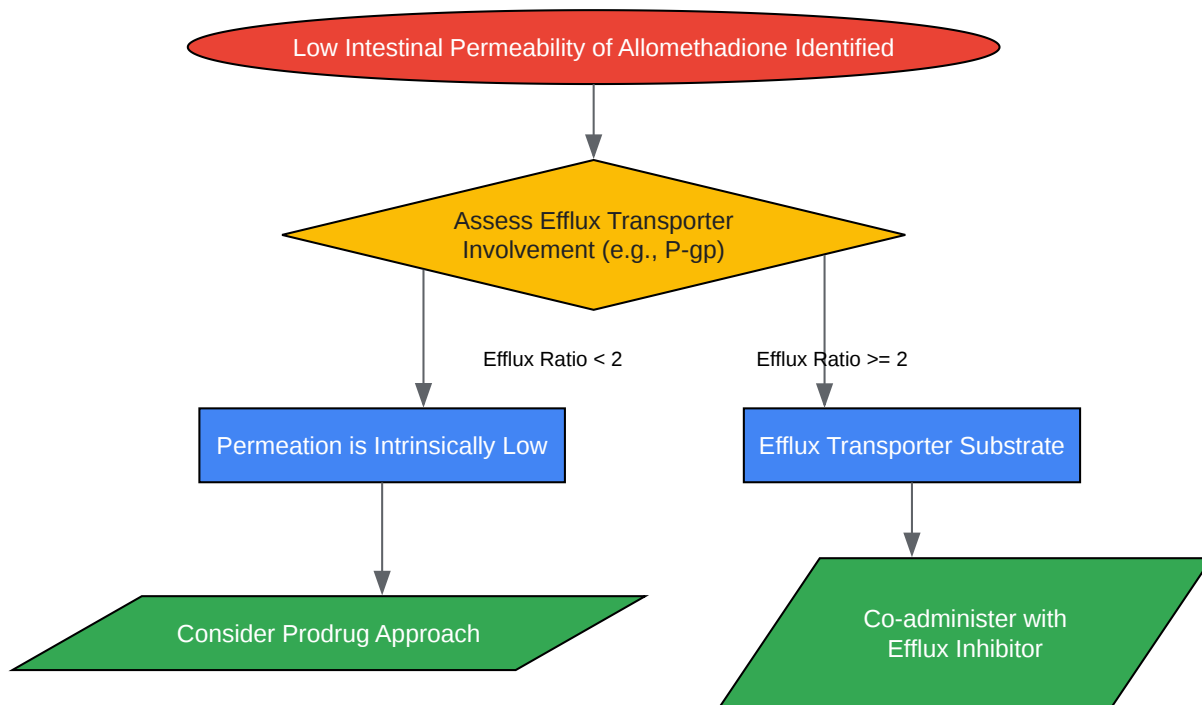 Low Intestinal Permeability of Allomethadione Identified
Assess Efflux Transporter
Involvement (e.g., P-gp)
Efflux Ratio < 2
Efflux Ratio >= 2
Permeation is Intrinsically Low
Efflux Transporter Substrate
Consider Prodrug Approach
Co-administer with
Efflux Inhibitor